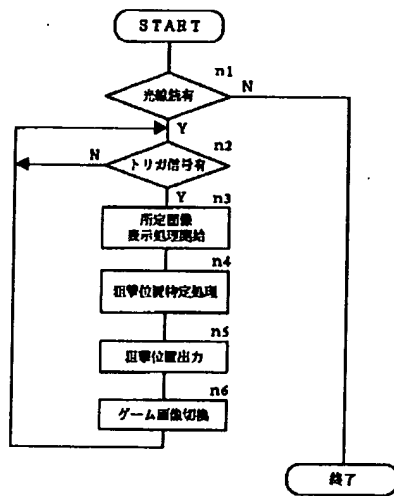 START
n1
光線銃有
N
Y
n2
N
トリガ信号有
Y
n3
所定画像
表示処理開始
n4
狙撃位置特定処理
n5
狙撃位置出力
n6
ゲーム画像切換
終了